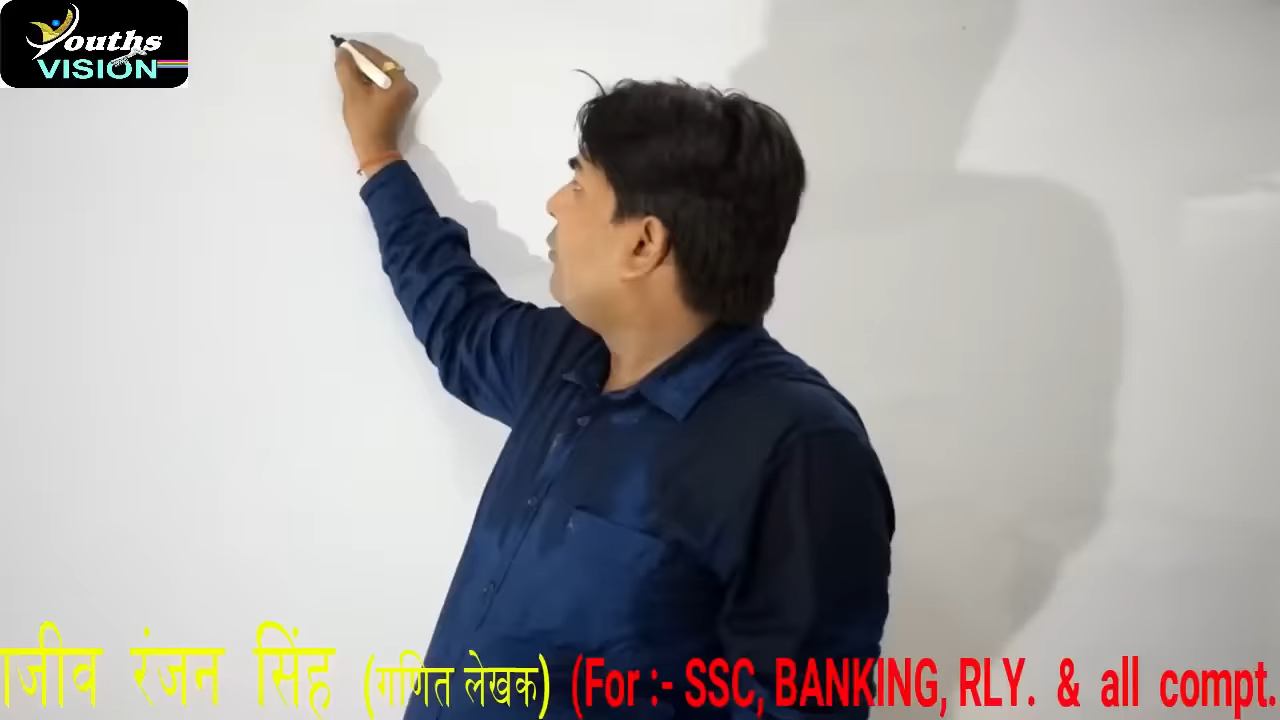 Youths
VISION
रंजन सिंह (गणित लेखक) (For :- SSC, BANKING, RLY. & all compt.